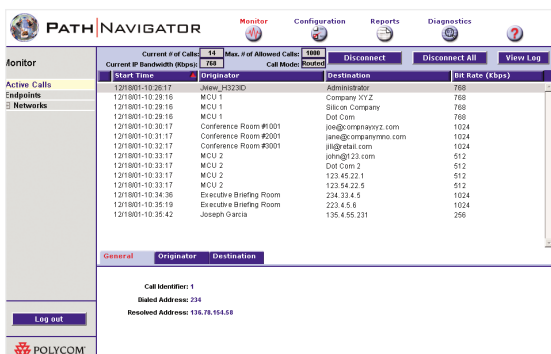 PATH NAVIGATOR
Monitor Configuration Reports Diagnostics
?
Monitor
Current # of Calls: 14 Max. # of Allowed Calls: 1000
Current IP Bandwidth (Kbps): 768 Call Mode: Routed
Disconnect Disconnect All View Log
Active Calls
Endpoints
Networks
Start Time Originator Destination Bit Rate (Kbps)
12/18/01-10:26:17 Jview_H323ID Administrator 768
12/18/01-10:29:16 MCU 1 Company XYZ 768
12/18/01-10:29:16 MCU 1 Silicon Company 768
12/18/01-10:29:16 MCU 1 Dot Com 768
12/18/01-10:30:17 Conference Room #1001 joe@compnayxyz.com 1024
12/18/01-10:31:17 Conference Room #2001 jane@companymno.com 1024
12/18/01-10:32:17 Conference Room #3001 jill@retail.com 1024
12/18/01-10:33:17 MCU 2 john@123.com 512
12/18/01-10:33:17 MCU 2 Dot Com 2 512
12/18/01-10:33:17 MCU 2 123.45.22.1 512
12/18/01-10:33:17 MCU 2 123.54.22.5 512
12/18/01-10:34:36 Executive Briefing Room 234.33.4.5 1024
12/18/01-10:35:19 Executive Briefing Room 223.4.5.6 1024
12/18/01-10:35:42 Joseph Garcia 135.4.55.231 256
General Originator Destination
Call Identifier: 1
Dialed Address: 234
Resolved Address: 136.78.154.58
Log out
POLYCOM